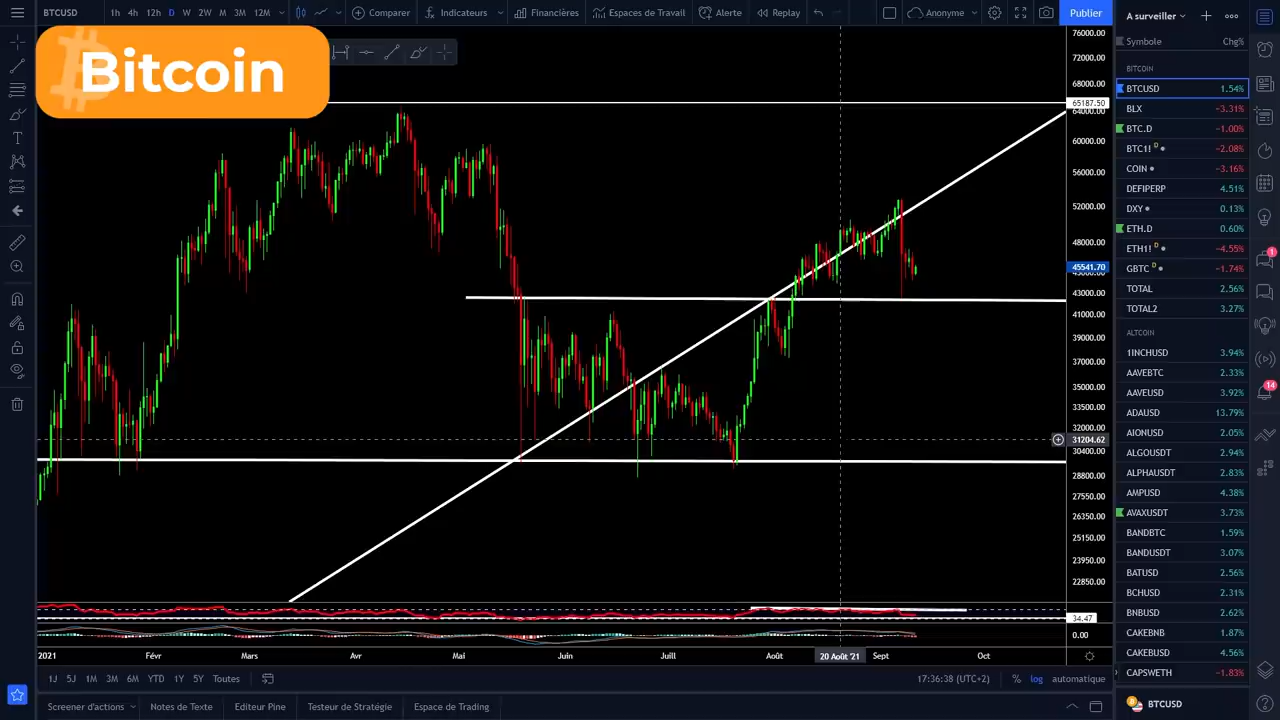 BTCUSD
1h 4h 12h D W 2W M 3M 12M
Comparer
Indicateurs
Financières
Espaces de Travail
Alerte
Replay
Anonyme
Publier
Bitcoin
76000.00
72000.00
68000.00
65187.50
64000.00
60000.00
56000.00
52000.00
48000.00
45541.70
43000.00
41000.00
39000.00
37000.00
35000.00
33500.00
32000.00
31204.62
30400.00
28800.00
27550.00
26350.00
25150.00
23950.00
22850.00
34.47
0.00
2021 Févr Mars Avr Mai Juin Juill Août 20 Août '21 Sept Oct
1J 5J 1M 3M 6M YTD 1Y 5Y Toutes
17:36:38 (UTC+2) % log automatique
Screener d'actions Notes de Texte Editeur Pine Testeur de Stratégie Espace de Trading
A surveiller
Symbole Chg%
BITCOIN
BTCUSD 1.54%
BLX −3.31%
BTC.D −1.00%
BTC1! D −2.08%
COIN −3.16%
DEFIPERP 4.51%
DXY 0.13%
ETH.D 0.60%
ETH1! D −4.55%
GBTC D −1.74%
TOTAL 2.56%
TOTAL2 3.27%
ALTCOIN
1INCHUSD 3.94%
AAVEBTC 2.33%
AAVEUSD 3.92%
ADAUSD 13.79%
AIONUSD 2.05%
ALGOUSDT 2.94%
ALPHAUSDT 2.83%
AMPUSD 4.38%
AVAXUSDT 3.73%
BANDBTC 1.59%
BANDUSDT 3.07%
BATUSD 2.56%
BCHUSD 2.31%
BNBUSD 2.62%
CAKEBNB 1.87%
CAKEBUSD 4.56%
CAPSWETH −1.83%
BTCUSD
1
14